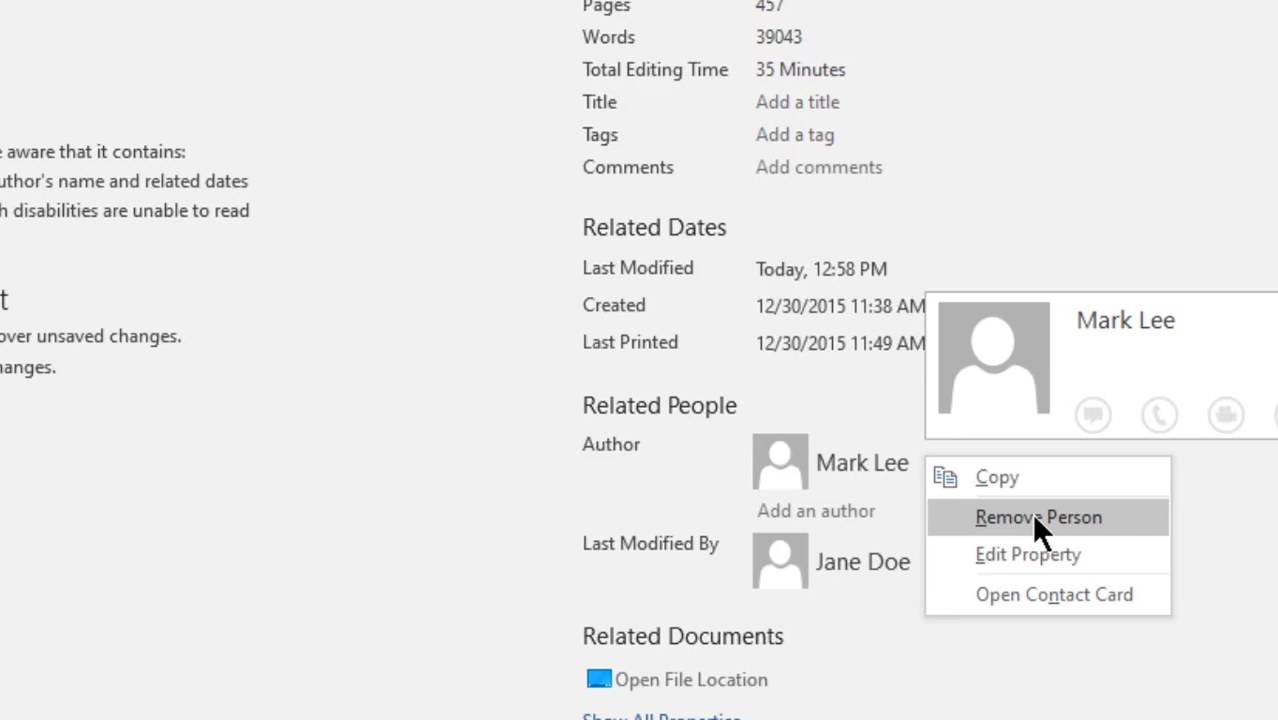 Pages 457
Words 39043
Total Editing Time 35 Minutes
Title Add a title
Tags Add a tag
Comments Add comments
aware that it contains:
uthor's name and related dates
h disabilities are unable to read
t
over unsaved changes.
hanges.
Related Dates
Last Modified Today, 12:58 PM
Created 12/30/2015 11:38 AM
Last Printed 12/30/2015 11:49 AM
Mark Lee
Related People
Author Mark Lee
Add an author
Last Modified By Jane Doe
Copy
Remove Person
Edit Property
Open Contact Card
Related Documents
Open File Location
Show All Properties